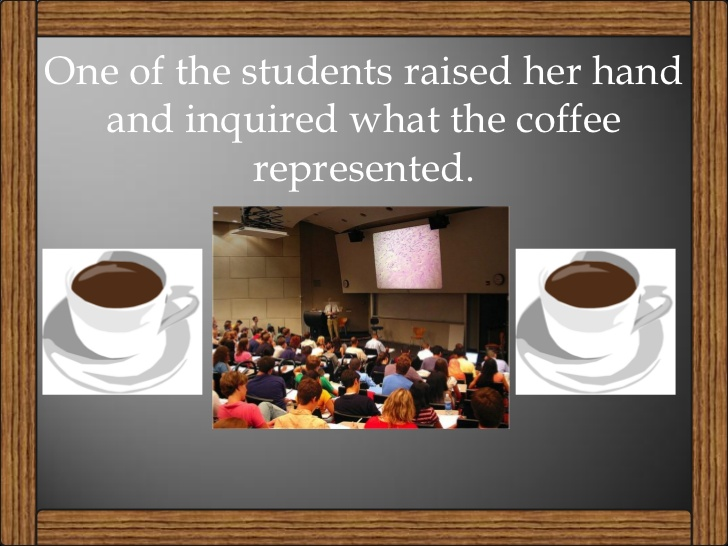 One of the students raised her hand
and inquired what the coffee
represented.